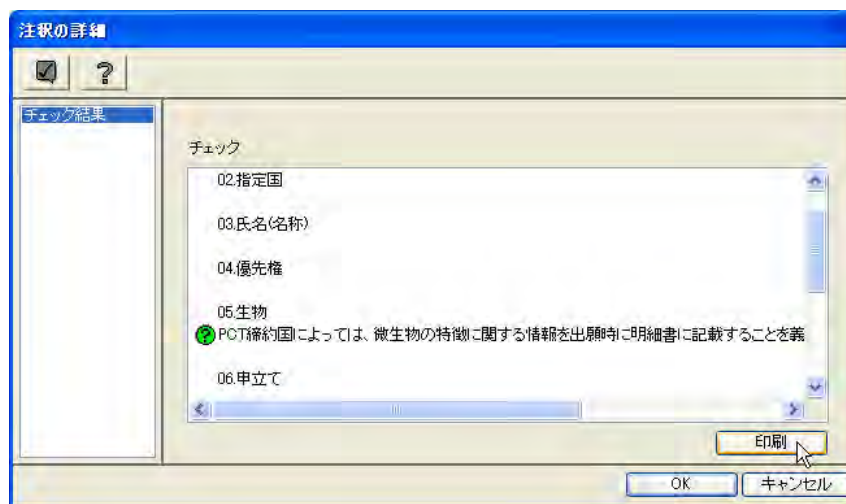 注釈の詳細
チェック結果
チェック
02.指定国
03.氏名(名称)
04.優先権
05.生物
PCT締約国によっては、微生物の特徴に関する情報を出願時に明細書に記載することを義
06.申立て
印刷
OK
キャンセル